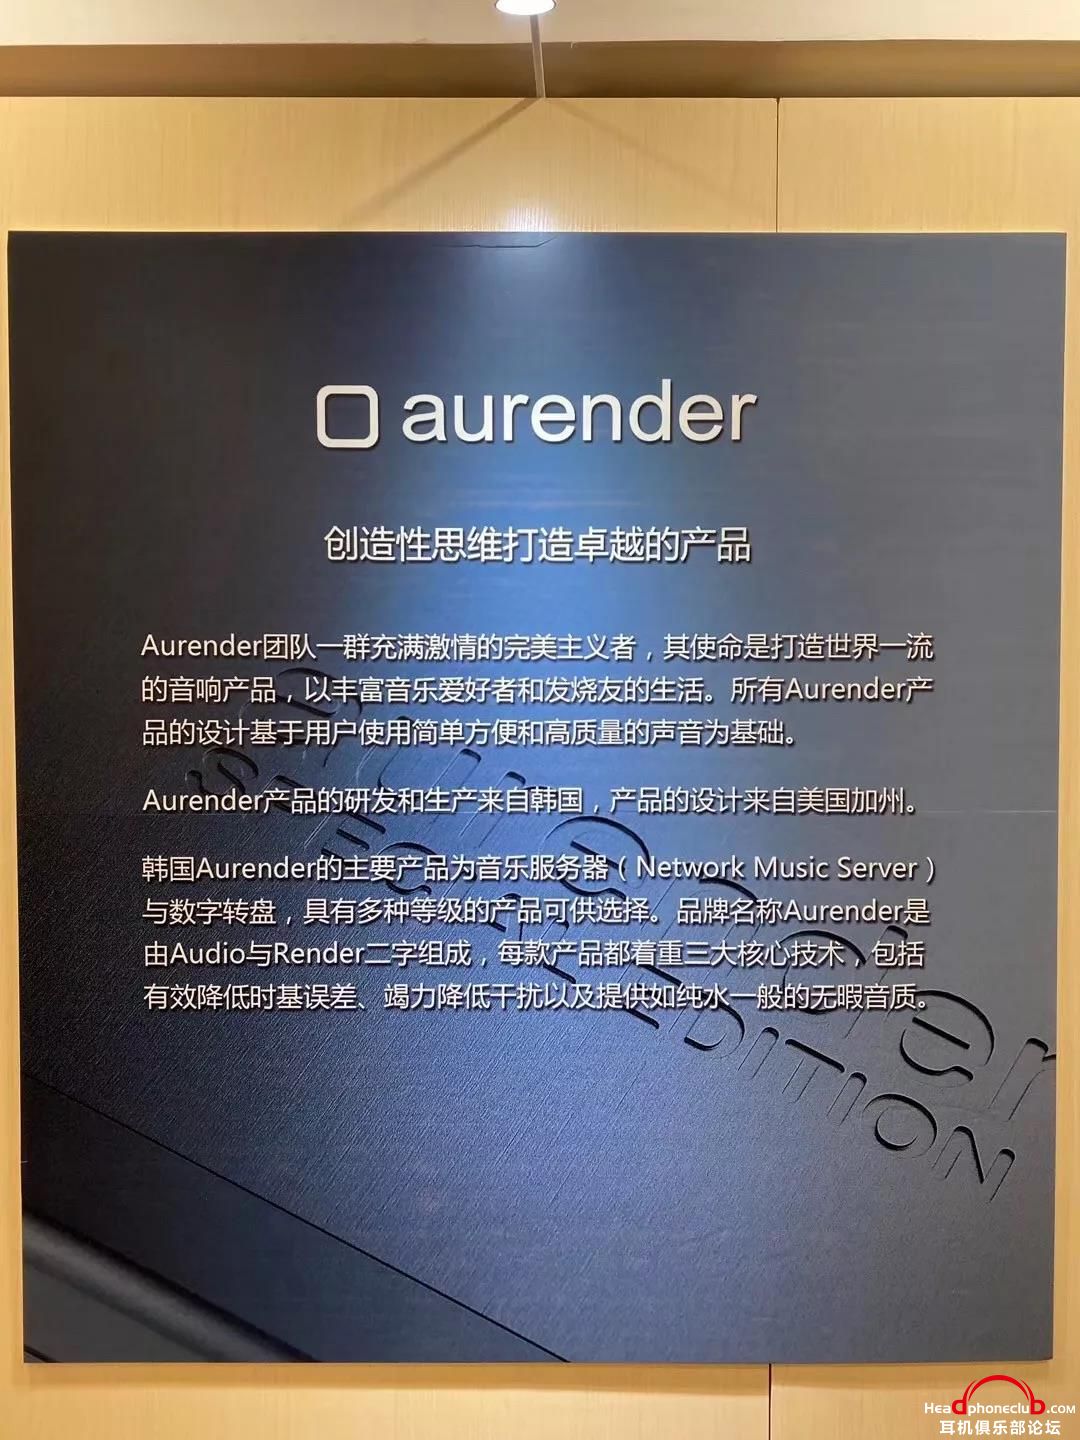 aurender
创造性思维打造卓越的产品
Aurender团队一群充满激情的完美主义者，其使命是打造世界一流
的音响产品，以丰富音乐爱好者和发烧友的生活。所有Aurender产
品的设计基于用户使用简单方便和高质量的声音为基础。
Aurender产品的研发和生产来自韩国，产品的设计来自美国加州。
韩国Aurender的主要产品为音乐服务器（Network Music Server）
与数字转盘，具有多种等级的产品可供选择。品牌名称Aurender是
由Audio与Render二字组成，每款产品都着重三大核心技术，包括
有效降低时基误差、竭力降低干扰以及提供如纯水一般的无暇音质。
aurender
EDITION
HeadphoneclubD.com
耳机俱乐部论坛